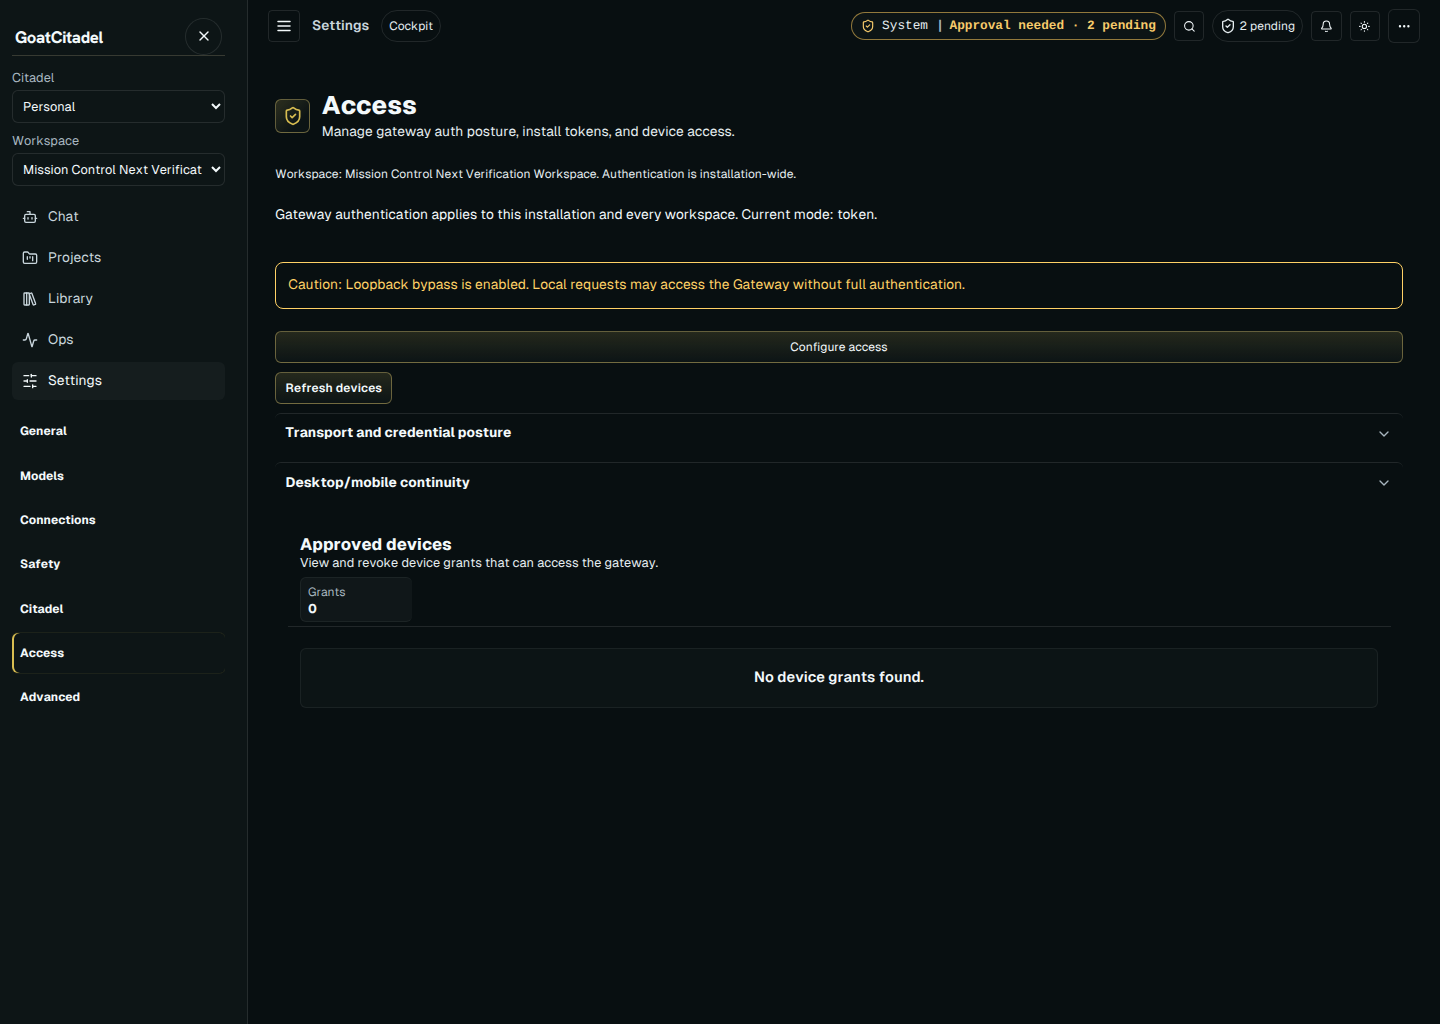 GoatCitadel
Citadel
Personal
Workspace
Mission Control Next Verificat
Chat
Projects
Library
Ops
Settings
General
Models
Connections
Safety
Citadel
Access
Advanced
Settings
Cockpit
System | Approval needed · 2 pending
2 pending
Access
Manage gateway auth posture, install tokens, and device access.
Workspace: Mission Control Next Verification Workspace. Authentication is installation-wide.
Gateway authentication applies to this installation and every workspace. Current mode: token.
Caution: Loopback bypass is enabled. Local requests may access the Gateway without full authentication.
Configure access
Refresh devices
Transport and credential posture
Desktop/mobile continuity
Approved devices
View and revoke device grants that can access the gateway.
Grants
0
No device grants found.